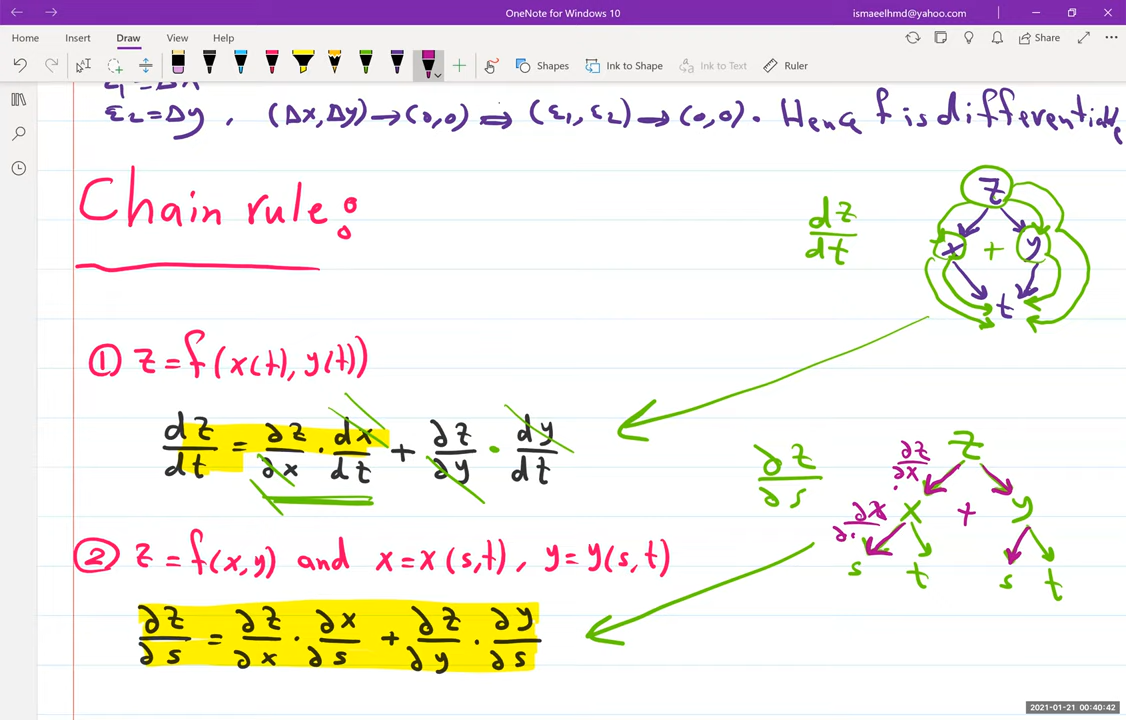 OneNote for Windows 10
ismaeelhmd@yahoo.com
Home Insert Draw View Help
Share
Shapes Ink to Shape Ink to Text Ruler
ε₁=Δx
ε₂=Δy, (Δx,Δy)→(0,0) ⇔ (ε₁,ε₂)→(0,0). Hence f is differentiable
Chain rule:
dz/dt
z
x + y
t
① z=f(x(t), y(t))
dz/dt = ∂z/∂x · dx/dt + ∂z/∂y · dy/dt
∂z/∂s
z
∂z/∂x
x + y
s t s t
② z=f(x,y) and x=x(s,t), y=y(s,t)
∂z/∂s = ∂z/∂x · ∂x/∂s + ∂z/∂y · ∂y/∂s
2021-01-21 00:40:42